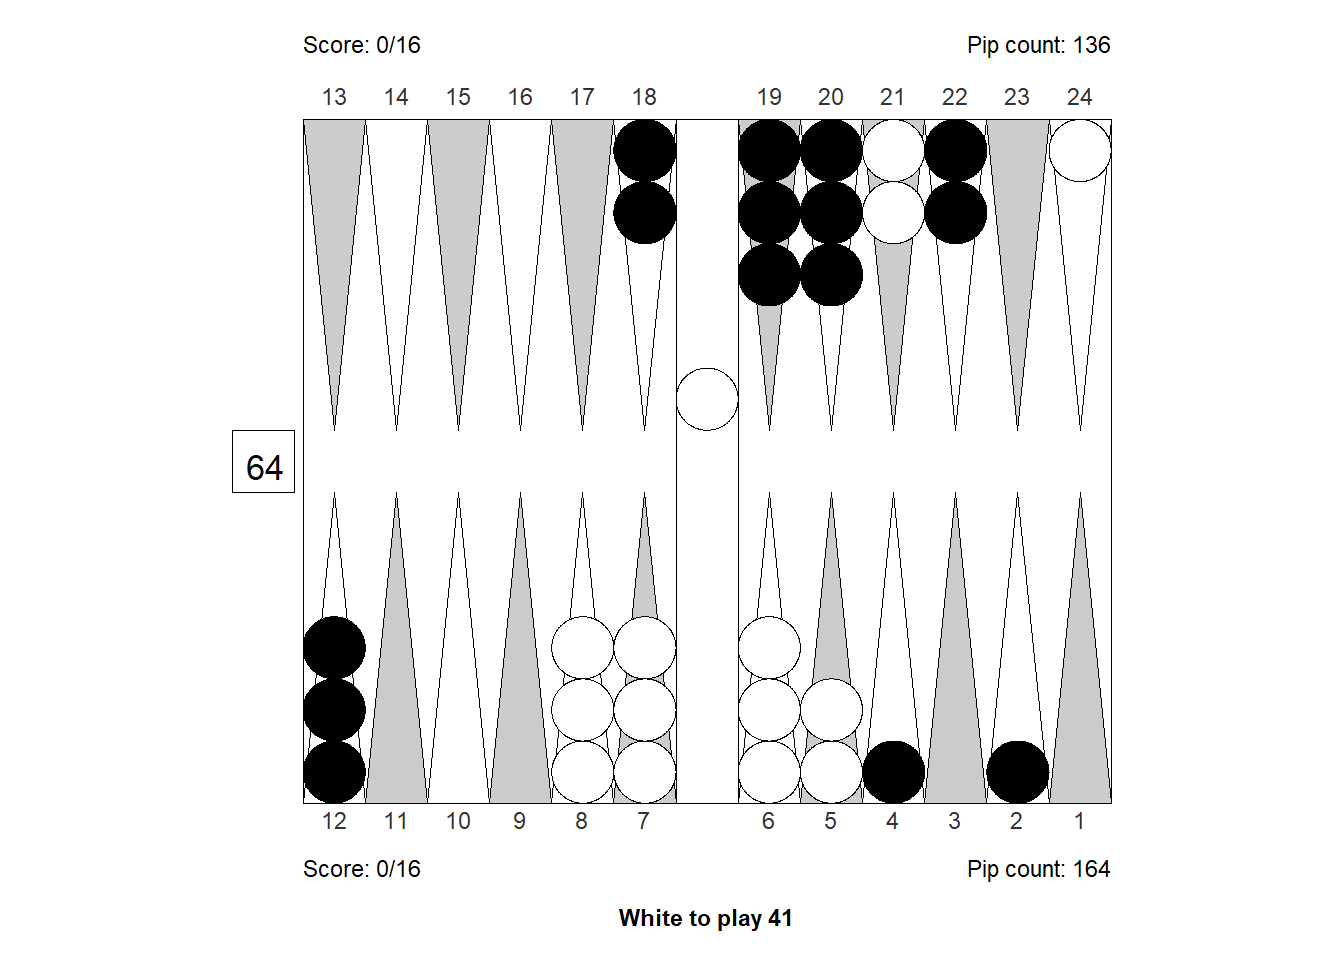 Score: 0/16 Pip count: 136
13 14 15 16 17 18 19 20 21 22 23 24
64
12 11 10 9 8 7 6 5 4 3 2 1
Score: 0/16 Pip count: 164
White to play 41